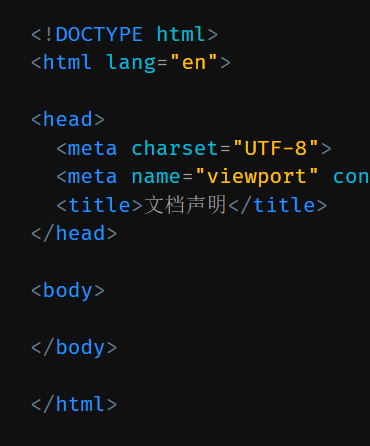 <!DOCTYPE html>
<html lang="en">
<head>
<meta charset="UTF-8">
<meta name="viewport" con
<title>文档声明</title>
</head>
<body>
</body>
</html>